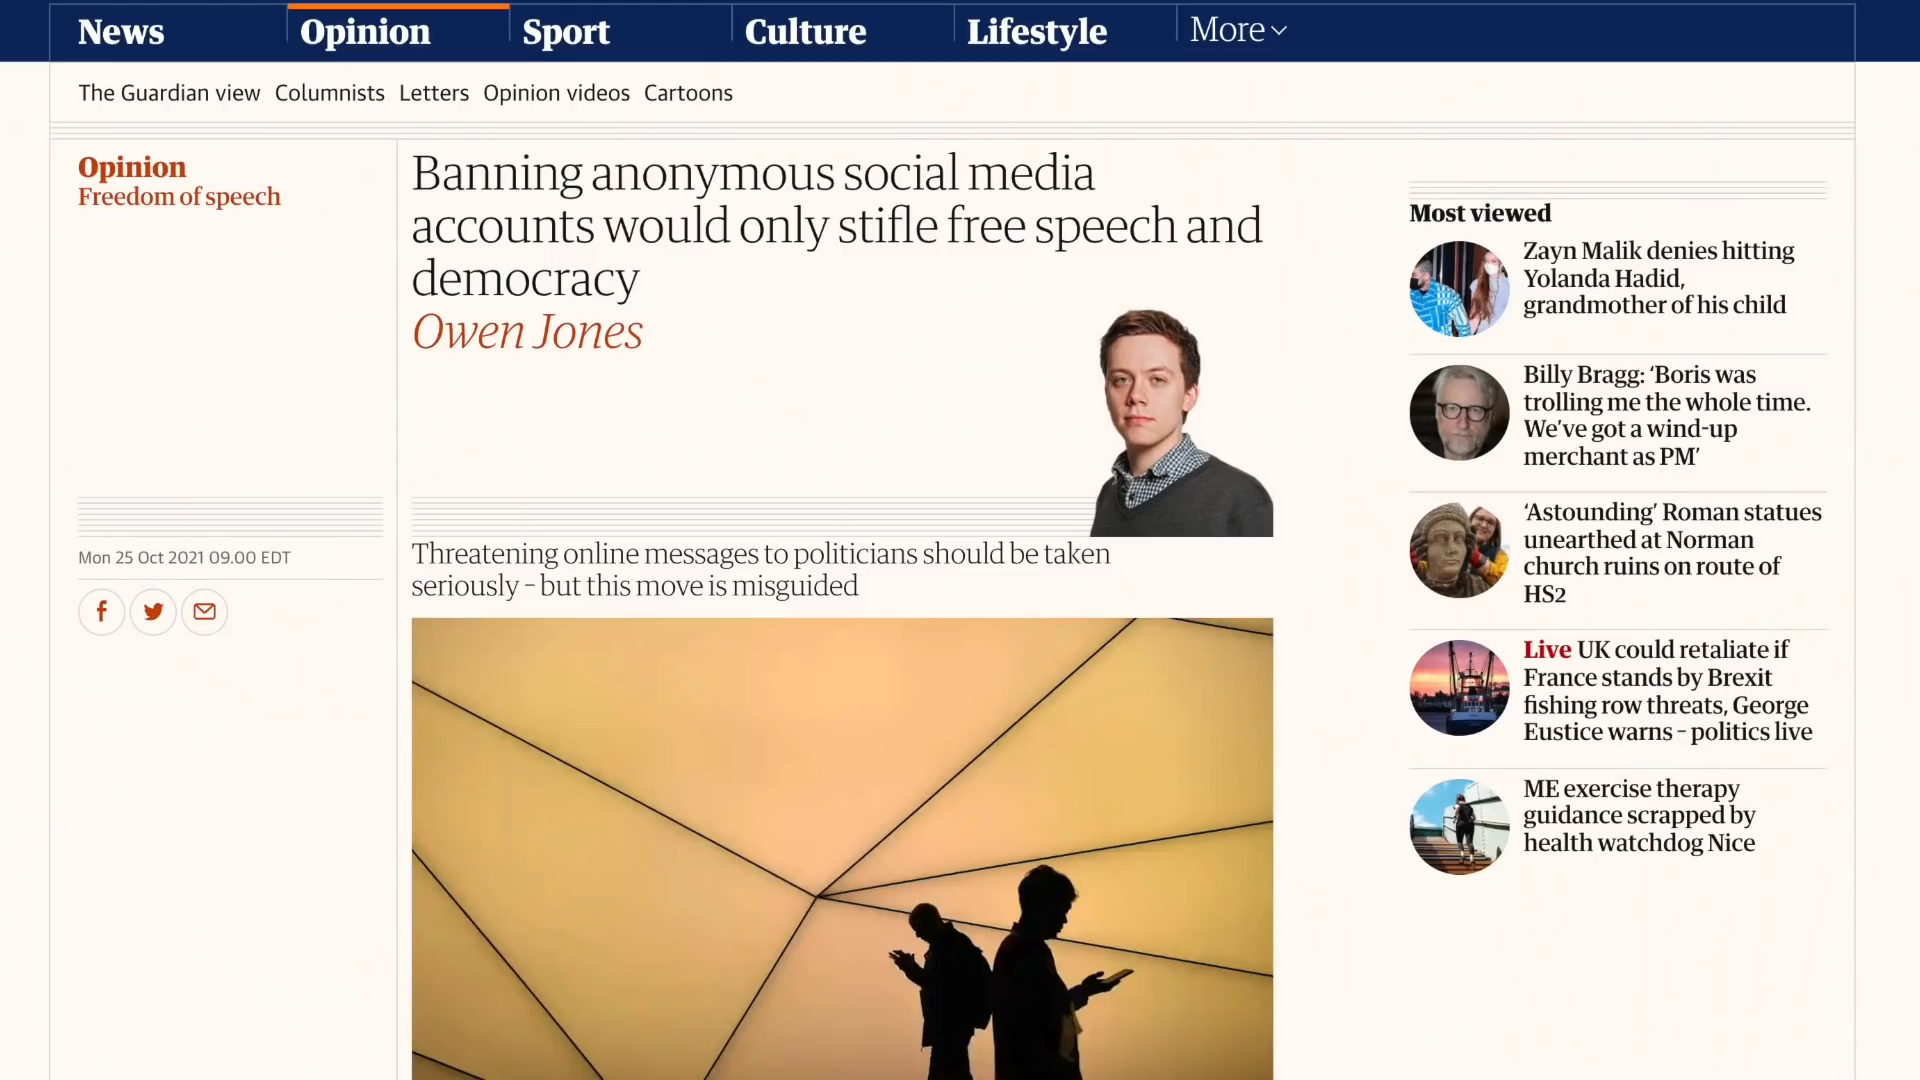 News
Opinion
Sport
Culture
Lifestyle
More
The Guardian view
Columnists
Letters
Opinion videos
Cartoons
Opinion
Freedom of speech
Banning anonymous social media
accounts would only stifle free speech and
democracy
Owen Jones
Mon 25 Oct 2021 09.00 EDT
Threatening online messages to politicians should be taken
seriously – but this move is misguided
Most viewed
Zayn Malik denies hitting
Yolanda Hadid,
grandmother of his child
Billy Bragg: ‘Boris was
trolling me the whole time.
We’ve got a wind-up
merchant as PM’
‘Astounding’ Roman statues
unearthed at Norman
church ruins on route of
HS2
Live UK could retaliate if
France stands by Brexit
fishing row threats, George
Eustice warns – politics live
ME exercise therapy
guidance scrapped by
health watchdog Nice